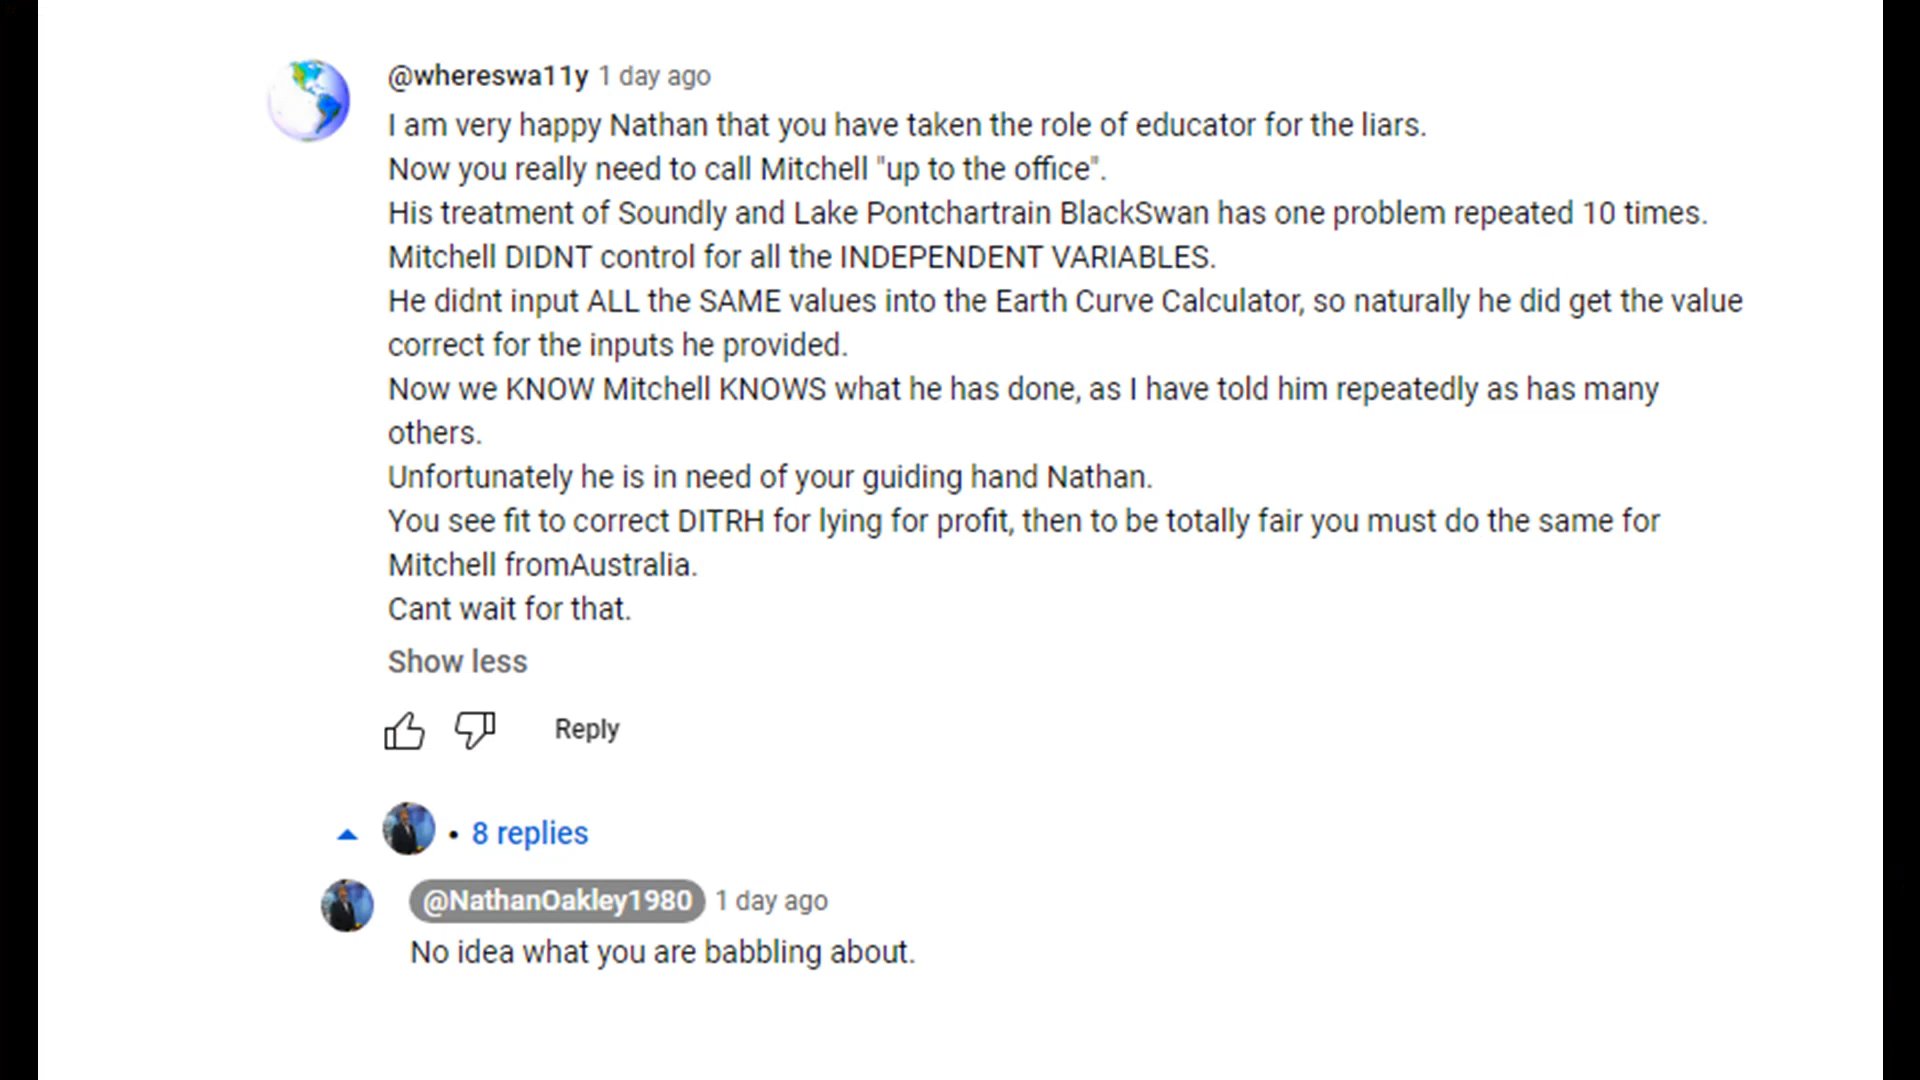 @whereswa11y 1 day ago
I am very happy Nathan that you have taken the role of educator for the liars.
Now you really need to call Mitchell "up to the office".
His treatment of Soundly and Lake Pontchartrain BlackSwan has one problem repeated 10 times.
Mitchell DIDNT control for all the INDEPENDENT VARIABLES.
He didnt input ALL the SAME values into the Earth Curve Calculator, so naturally he did get the value
correct for the inputs he provided.
Now we KNOW Mitchell KNOWS what he has done, as I have told him repeatedly as has many
others.
Unfortunately he is in need of your guiding hand Nathan.
You see fit to correct DITRH for lying for profit, then to be totally fair you must do the same for
Mitchell fromAustralia.
Cant wait for that.
Show less
Reply
• 8 replies
@NathanOakley1980 1 day ago
No idea what you are babbling about.